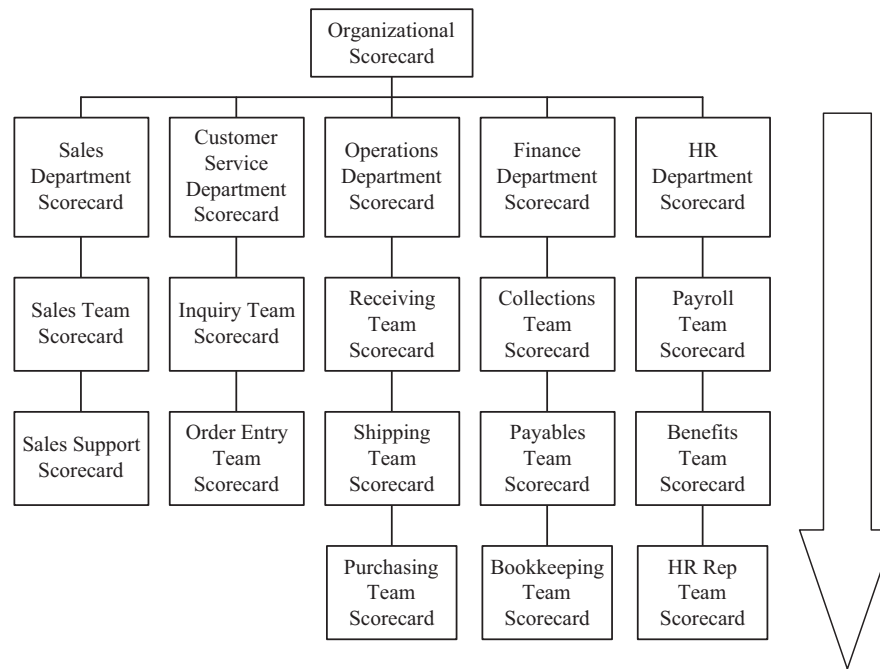 Organizational
Scorecard
Sales
Department
Scorecard
Customer
Service
Department
Scorecard
Operations
Department
Scorecard
Finance
Department
Scorecard
HR
Department
Scorecard
Sales Team
Scorecard
Inquiry Team
Scorecard
Receiving
Team
Scorecard
Collections
Team
Scorecard
Payroll
Team
Scorecard
Sales Support
Scorecard
Order Entry
Team
Scorecard
Shipping
Team
Scorecard
Payables
Team
Scorecard
Benefits
Team
Scorecard
Purchasing
Team
Scorecard
Bookkeeping
Team
Scorecard
HR Rep
Team
Scorecard